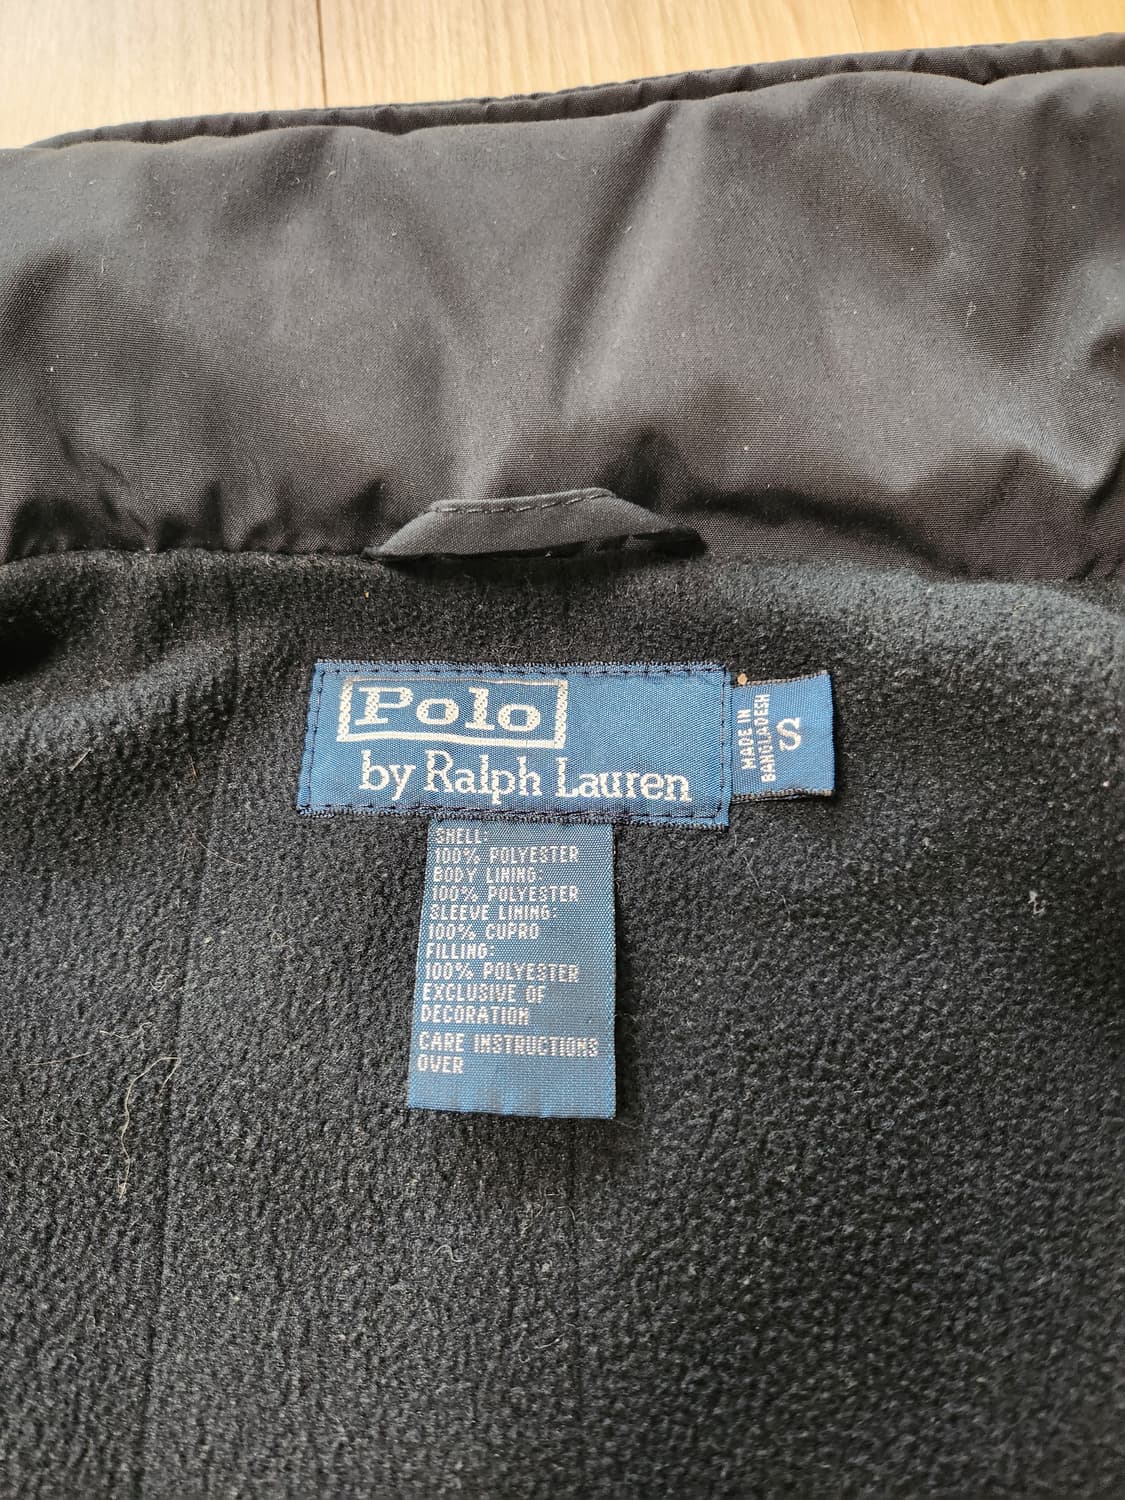 Polo
by Ralph Lauren
MADE IN
BANGLADESH
S
SHELL:
100% POLYESTER
BODY LINING:
100% POLYESTER
SLEEVE LINING:
100% CUPRO
FILLING:
100% POLYESTER
EXCLUSIVE OF
DECORATION
CARE INSTRUCTIONS
OVER